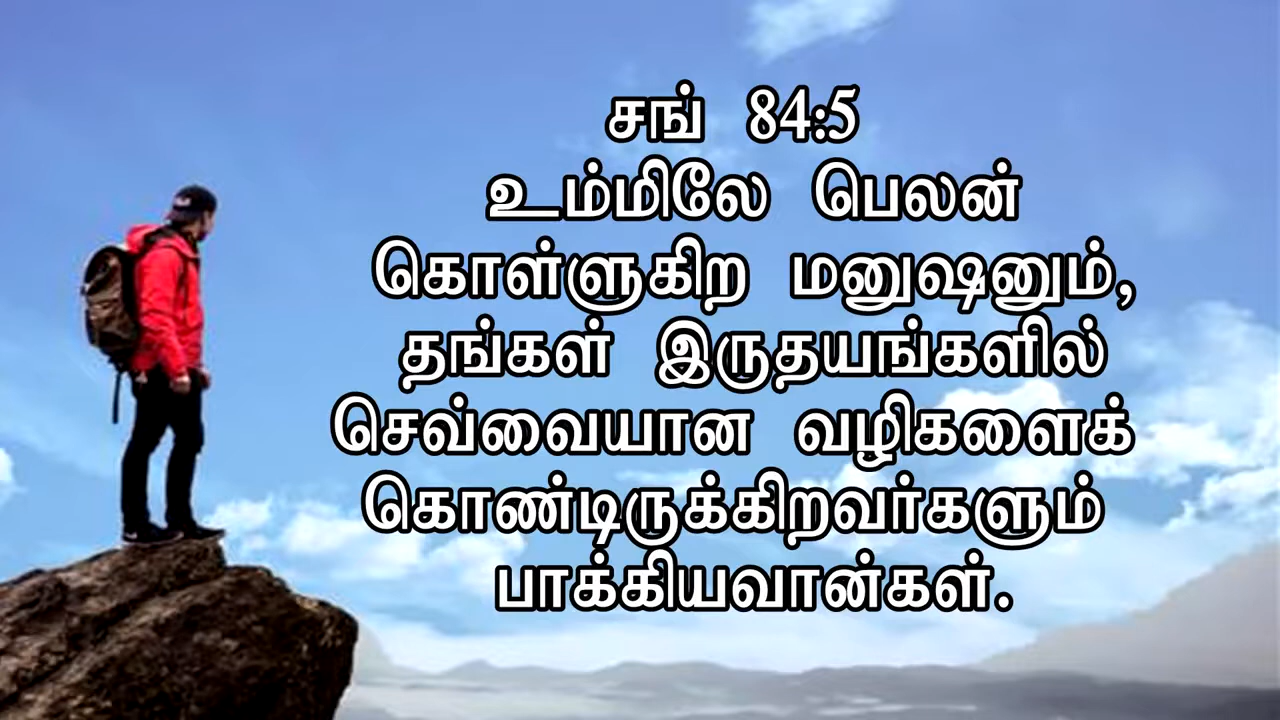 சங் 84:5
உம்மிலே பெலன்
கொள்ளுகிற மனுஷனும்,
தங்கள் இருதயங்களில்
செவ்வையான வழிகளைக்
கொண்டிருக்கிறவர்களும்
பாக்கியவான்கள்.